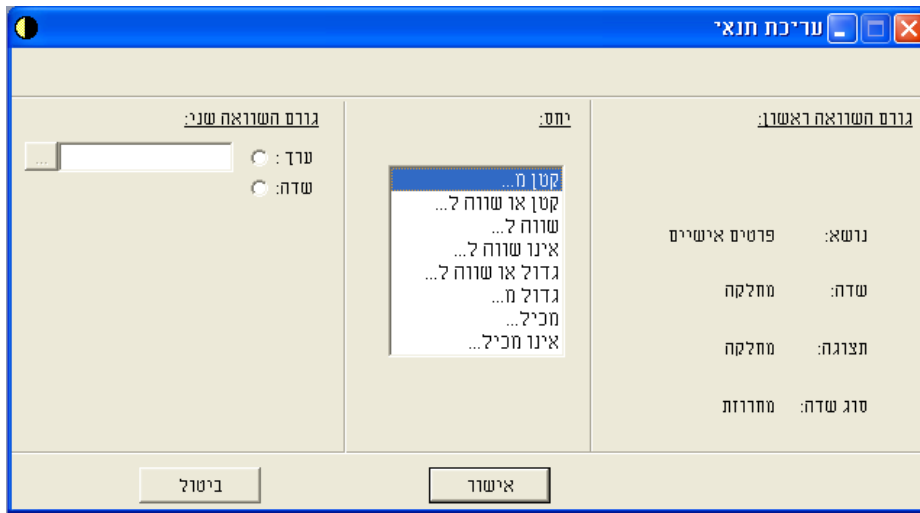 עריכת תנאי
גורם השוואה ראשון:
נושא: פרטים אישיים
שדה: מחלקה
תצוגה: מחלקה
סוג שדה: מחרוזת
יחס:
קטן מ...
קטן או שווה ל...
שווה ל...
אינו שווה ל...
גדול או שווה ל...
גדול מ...
מכיל...
אינו מכיל...
גורם השוואה שני:
ערך : ...
שדה:
אישור
ביטול